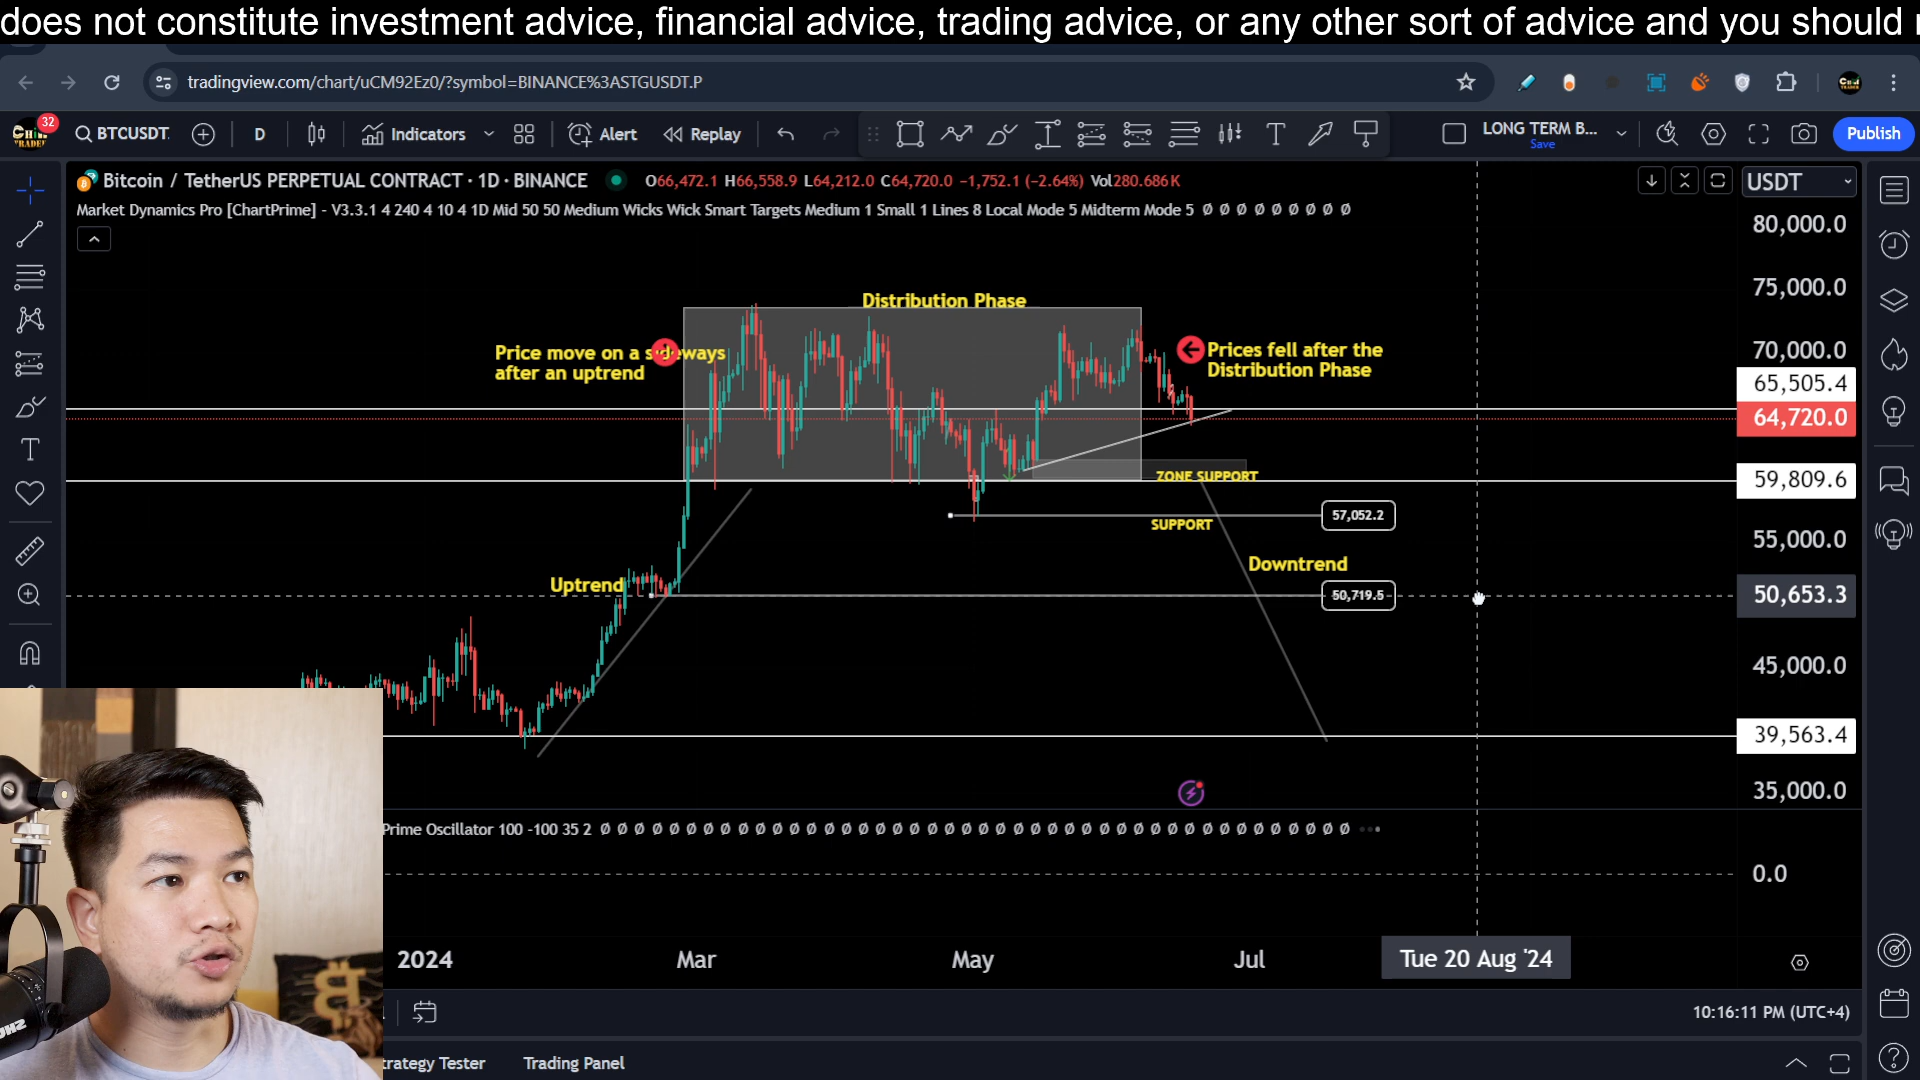 does not constitute investment advice, financial advice, trading advice, or any other sort of advice and you should
tradingview.com/chart/uCM92Ez0/?symbol=BINANCE%3ASTGUSDT.P
32
BTCUSDT.
D
Indicators
Alert
Replay
LONG TERM B...
Save
Publish
Bitcoin / TetherUS PERPETUAL CONTRACT · 1D · BINANCE
O66,472.1 H66,558.9 L64,212.0 C64,720.0 −1,752.1 (−2.64%) Vol280.686K
USDT
Market Dynamics Pro [ChartPrime] - V3.3.1 4 240 4 10 4 1D Mid 50 50 Medium Wicks Wick Smart Targets Medium 1 Small 1 Lines 8 Local Mode 5 Midterm Mode 5 Ø Ø Ø Ø Ø Ø Ø Ø Ø
80,000.0
75,000.0
Distribution Phase
Price move on a sideways
after an uptrend
Prices fell after the
Distribution Phase
70,000.0
65,505.4
64,720.0
ZONE SUPPORT
59,809.6
57,052.2
SUPPORT
55,000.0
Downtrend
Uptrend
50,719.5
50,653.3
45,000.0
39,563.4
35,000.0
Prime Oscillator 100 -100 35 2 Ø Ø Ø Ø Ø Ø Ø Ø Ø Ø Ø Ø Ø Ø Ø Ø Ø Ø Ø Ø Ø Ø Ø Ø Ø Ø Ø Ø Ø Ø Ø Ø Ø Ø Ø Ø Ø Ø Ø Ø Ø Ø Ø Ø
0.0
2024
Mar
May
Jul
Tue 20 Aug '24
10:16:11 PM (UTC+4)
trategy Tester
Trading Panel